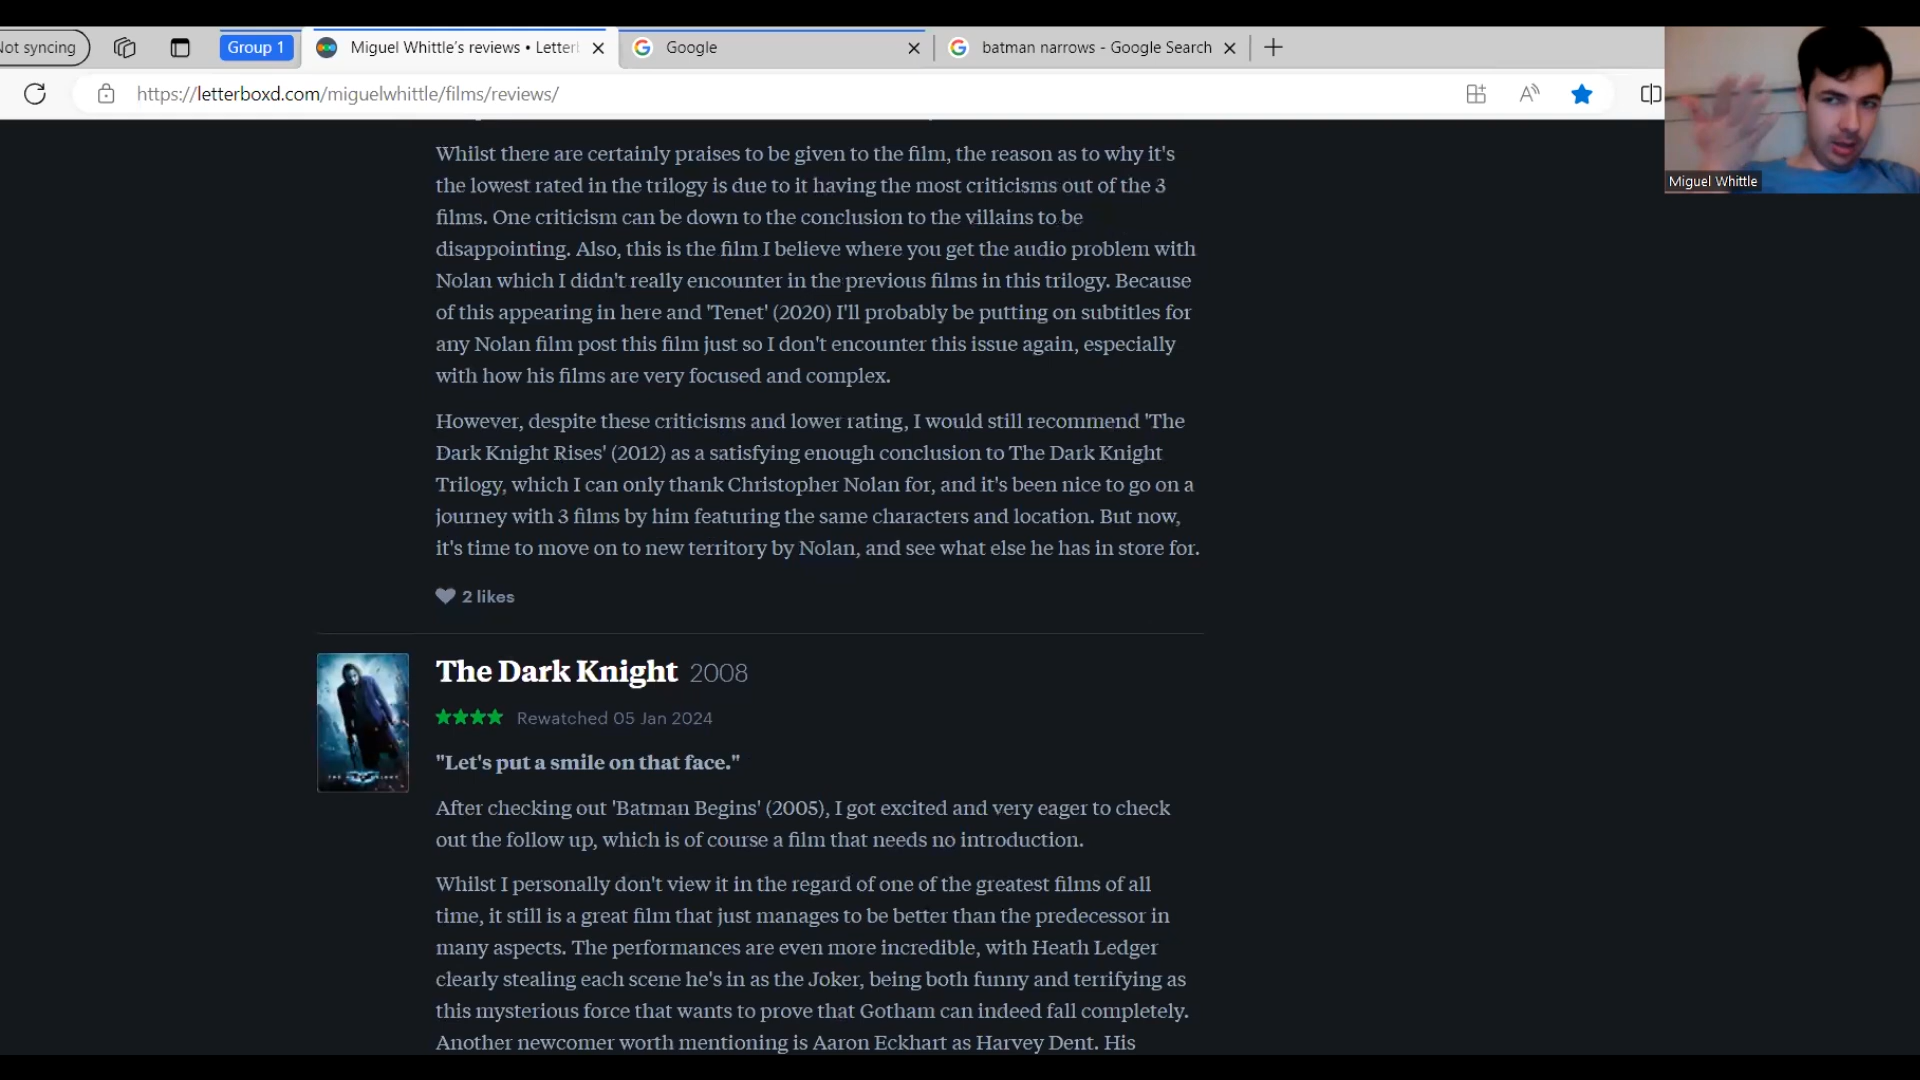 Not syncing
Group 1
Miguel Whittle's reviews • Letter
Google
batman narrows - Google Search
https://letterboxd.com/miguelwhittle/films/reviews/
Miguel Whittle
Whilst there are certainly praises to be given to the film, the reason as to why it's
the lowest rated in the trilogy is due to it having the most criticisms out of the 3
films. One criticism can be down to the conclusion to the villains to be
disappointing. Also, this is the film I believe where you get the audio problem with
Nolan which I didn't really encounter in the previous films in this trilogy. Because
of this appearing in here and 'Tenet' (2020) I'll probably be putting on subtitles for
any Nolan film post this film just so I don't encounter this issue again, especially
with how his films are very focused and complex.
However, despite these criticisms and lower rating, I would still recommend 'The
Dark Knight Rises' (2012) as a satisfying enough conclusion to The Dark Knight
Trilogy, which I can only thank Christopher Nolan for, and it's been nice to go on a
journey with 3 films by him featuring the same characters and location. But now,
it's time to move on to new territory by Nolan, and see what else he has in store for.
2 likes
The Dark Knight 2008
★★★★ Rewatched 05 Jan 2024
"Let's put a smile on that face."
After checking out 'Batman Begins' (2005), I got excited and very eager to check
out the follow up, which is of course a film that needs no introduction.
Whilst I personally don't view it in the regard of one of the greatest films of all
time, it still is a great film that just manages to be better than the predecessor in
many aspects. The performances are even more incredible, with Heath Ledger
clearly stealing each scene he's in as the Joker, being both funny and terrifying as
this mysterious force that wants to prove that Gotham can indeed fall completely.
Another newcomer worth mentioning is Aaron Eckhart as Harvey Dent. His